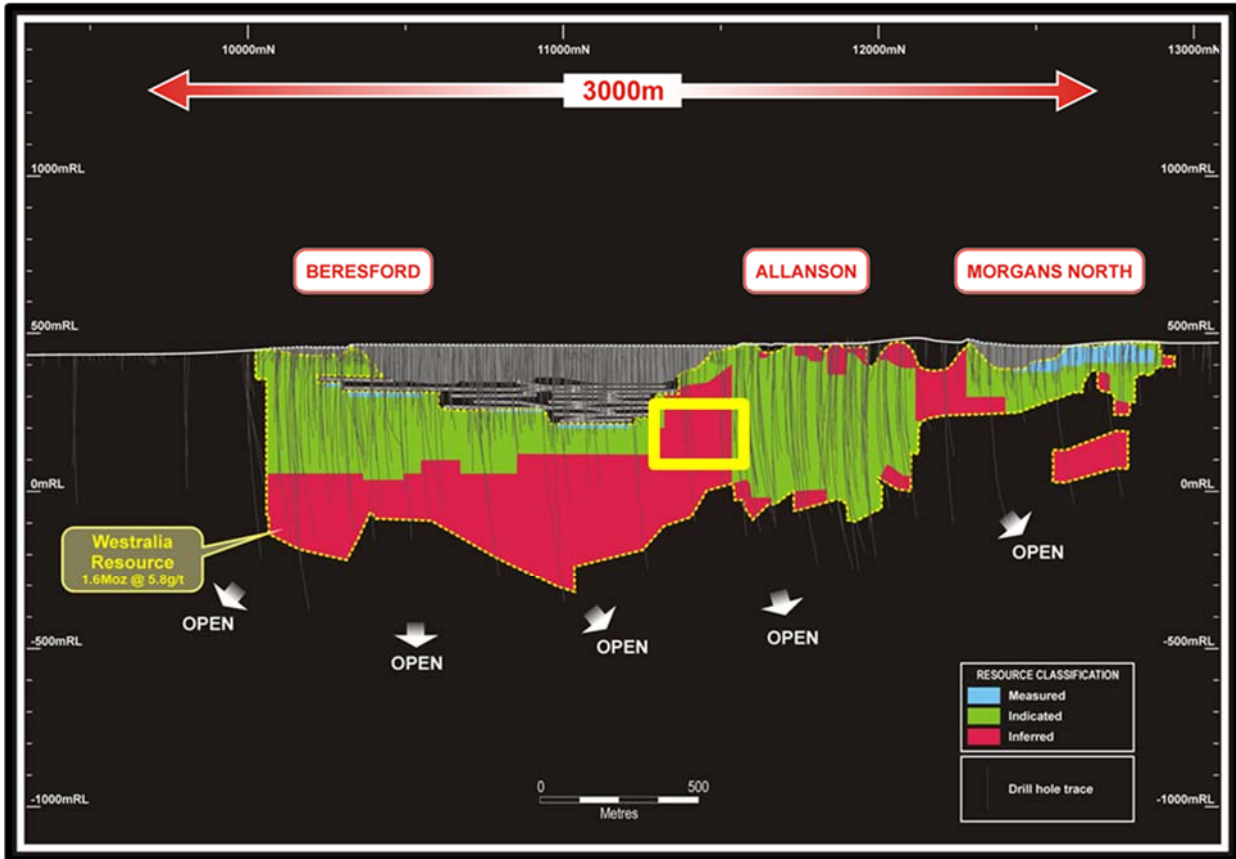 10000mN 11000mN 12000mN 13000mN
3000m
1000mRL 1000mRL
BERESFORD ALLANSON MORGANS NORTH
500mRL 500mRL
0mRL 0mRL
Westralia
Resource
1.6Moz @ 5.8g/t
OPEN
OPEN
OPEN
OPEN
OPEN
-500mRL -500mRL
RESOURCE CLASSIFICATION
Measured
Indicated
Inferred
Drill hole trace
0 500
Metres
-1000mRL -1000mRL